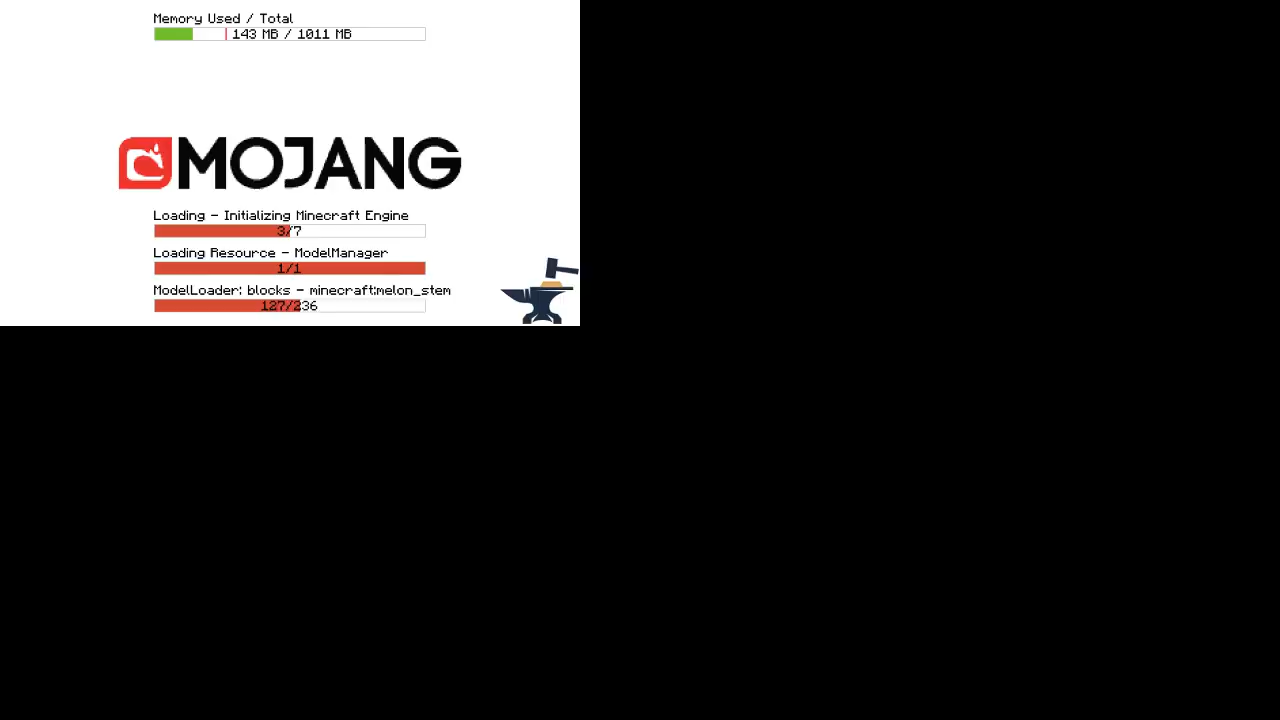 Memory Used / Total
143 MB / 1011 MB
MOJANG
Loading - Initializing Minecraft Engine
3/7
Loading Resource - ModelManager
1/1
ModelLoader: blocks - minecraft:melon_stem
127/236